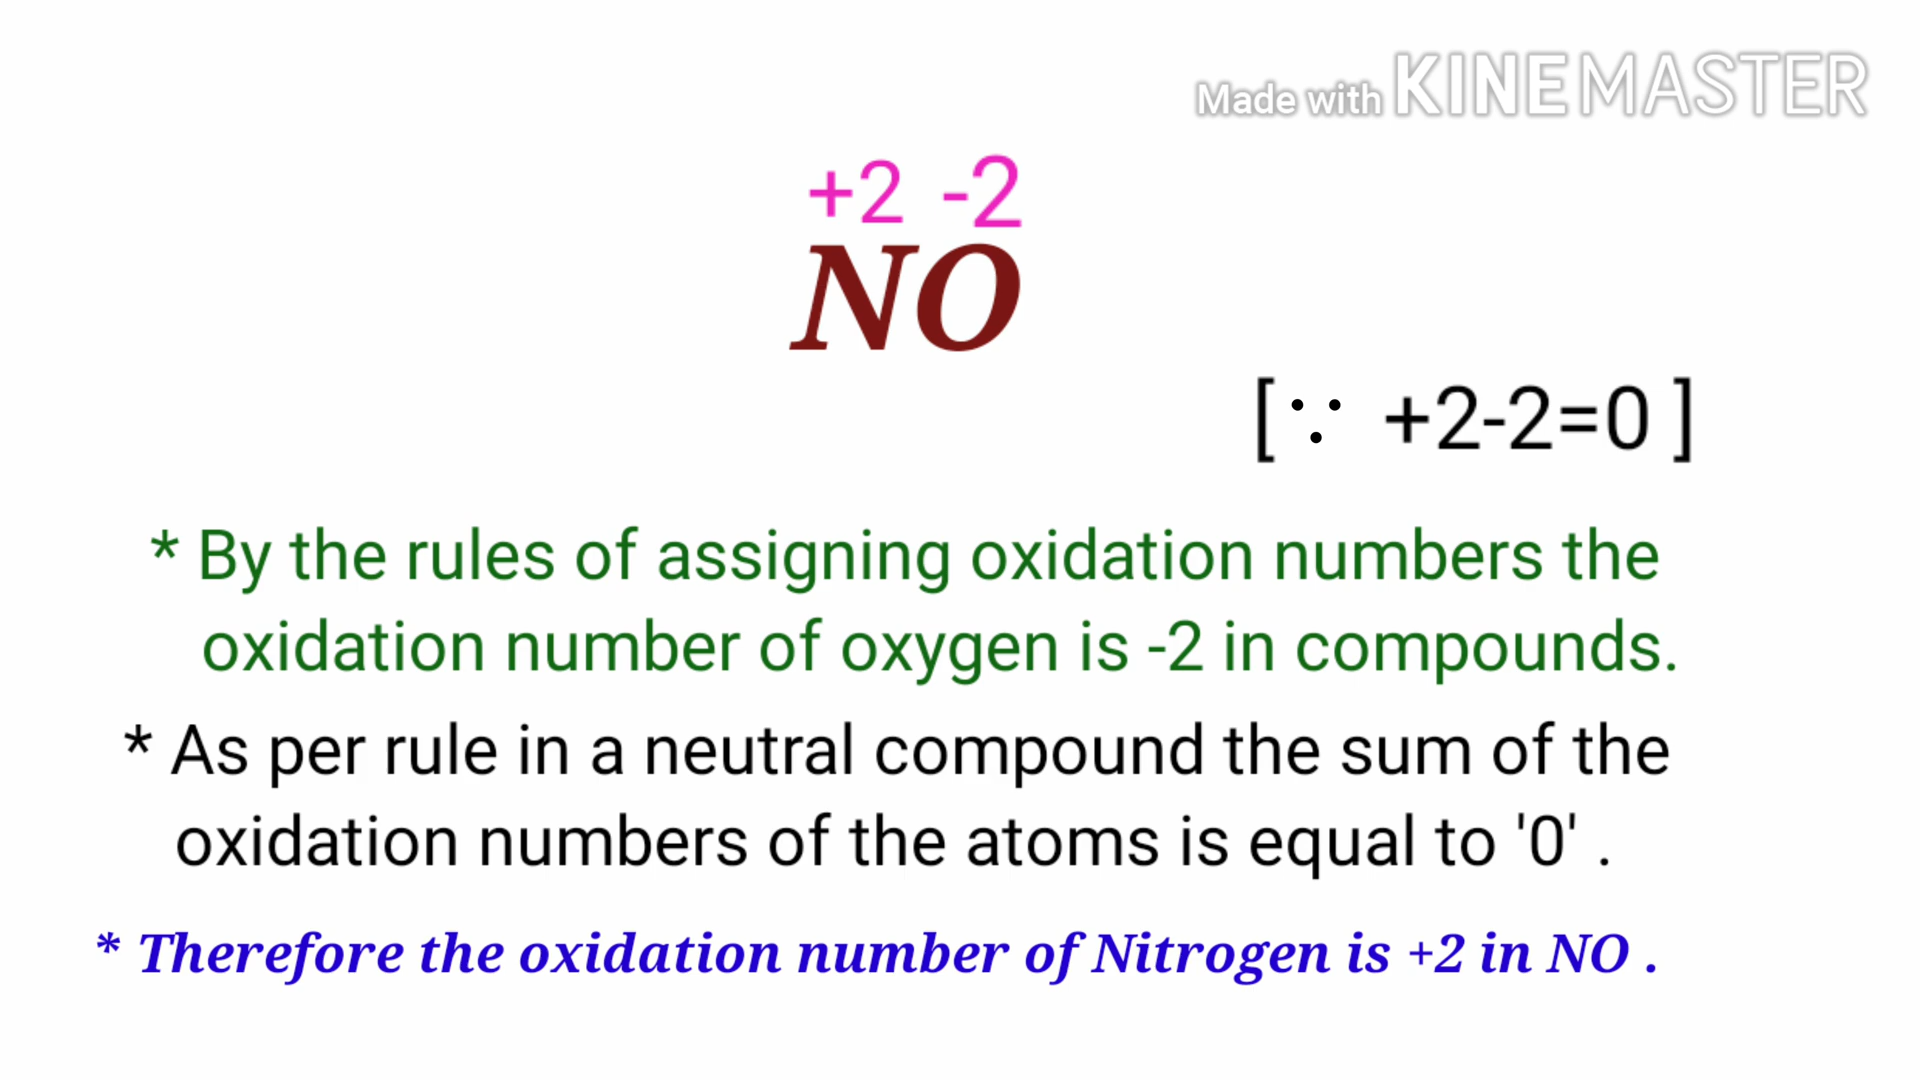 Made with KINEMASTER
+2 -2
NO
[∵ +2-2=0 ]
* By the rules of assigning oxidation numbers the
oxidation number of oxygen is -2 in compounds.
* As per rule in a neutral compound the sum of the
oxidation numbers of the atoms is equal to '0' .
* Therefore the oxidation number of Nitrogen is +2 in NO .